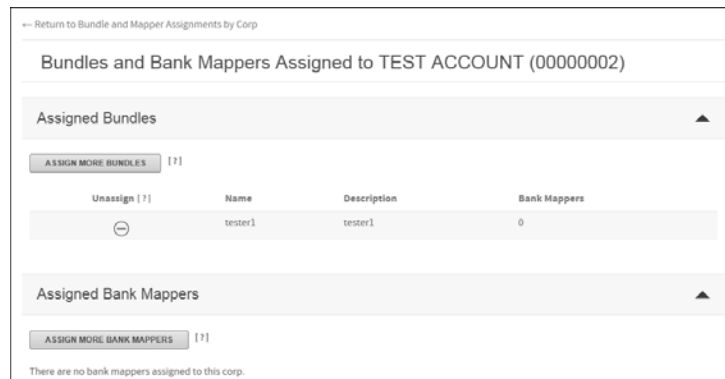 ← Return to Bundle and Mapper Assignments by Corp
Bundles and Bank Mappers Assigned to TEST ACCOUNT (00000002)
Assigned Bundles
ASSIGN MORE BUNDLES [?]
Unassign [?] Name Description Bank Mappers
tester1 tester1 0
Assigned Bank Mappers
ASSIGN MORE BANK MAPPERS [?]
There are no bank mappers assigned to this corp.